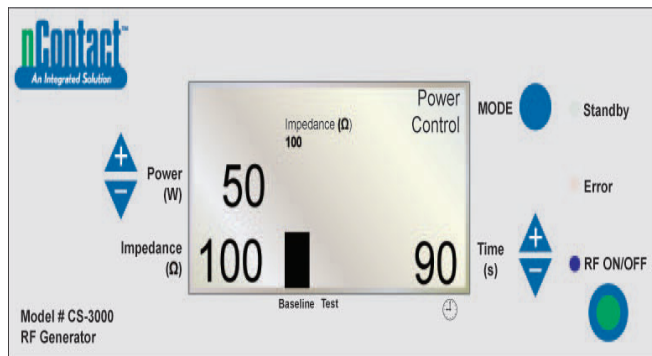 nContact™
An Integrated Solution
Power
Control
MODE
Standby
Impedance (Ω)
100
Power
(W)
50
Error
Impedance
(Ω)
100
90
Time
(s)
RF ON/OFF
Baseline Test
Model # CS-3000
RF Generator